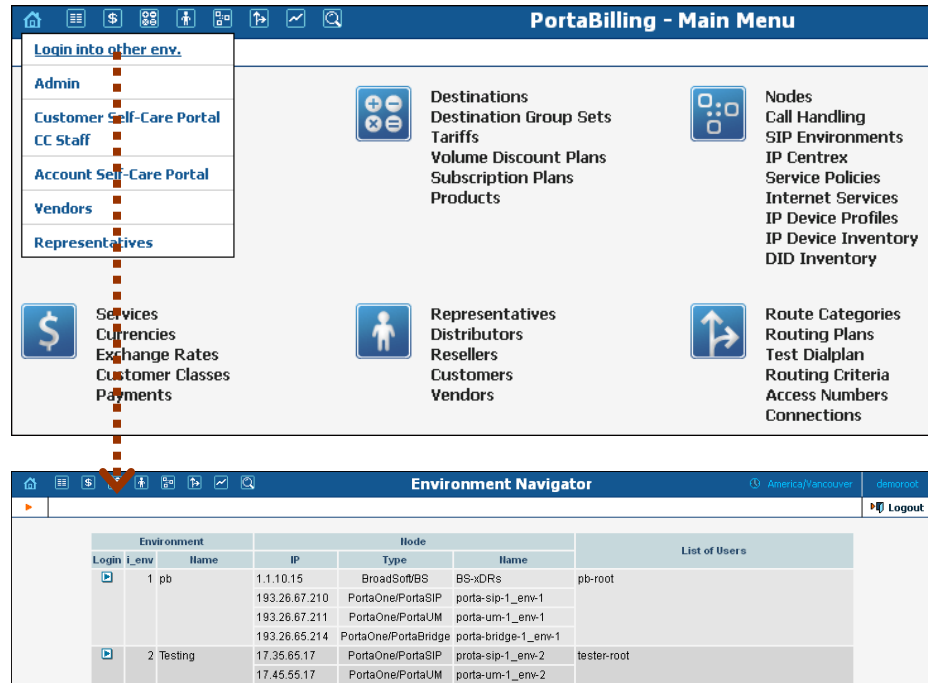 PortaBilling - Main Menu
Login into other env.
Admin
Customer Self-Care Portal
CC Staff
Account Self-Care Portal
Vendors
Representatives
Destinations
Destination Group Sets
Tariffs
Volume Discount Plans
Subscription Plans
Products
Nodes
Call Handling
SIP Environments
IP Centrex
Service Policies
Internet Services
IP Device Profiles
IP Device Inventory
DID Inventory
Services
Currencies
Exchange Rates
Customer Classes
Payments
Representatives
Distributors
Resellers
Customers
Vendors
Route Categories
Routing Plans
Test Dialplan
Routing Criteria
Access Numbers
Connections
Environment Navigator America/Vancouver demoroot
Logout
Environment Node List of Users
Login i_env Name IP Type Name
1 pb 1.1.10.15 BroadSoft/BS BS-xDRs pb-root
193.26.67.210 PortaOne/PortaSIP porta-sip-1_env-1
193.26.67.211 PortaOne/PortaUM porta-um-1_env-1
193.26.65.214 PortaOne/PortaBridge porta-bridge-1_env-1
2 Testing 17.35.65.17 PortaOne/PortaSIP prota-sip-1_env-2 tester-root
17.45.55.17 PortaOne/PortaUM porta-um-1_env-2